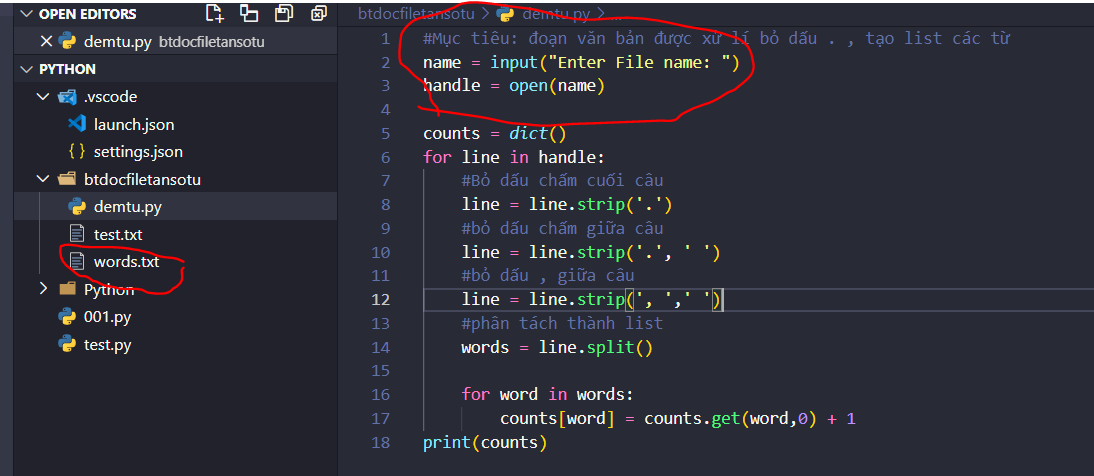 OPEN EDITORS
demtu.py btdocfiletansotu
PYTHON
.vscode
launch.json
{ } settings.json
btdocfiletansotu
demtu.py
test.txt
words.txt
Python
001.py
test.py
btdocfiletansotu > demtu.py > ...
1 #Mục tiêu: đoạn văn bản được xử lí bỏ dấu . , tạo list các từ
2 name = input("Enter File name: ")
3 handle = open(name)
4
5 counts = dict()
6 for line in handle:
7 #Bỏ dấu chấm cuối câu
8 line = line.strip('.')
9 #bỏ dấu chấm giữa câu
10 line = line.strip('.', ' ')
11 #bỏ dấu , giữa câu
12 line = line.strip(', ',' ')
13 #phân tách thành list
14 words = line.split()
15
16 for word in words:
17 counts[word] = counts.get(word,0) + 1
18 print(counts)